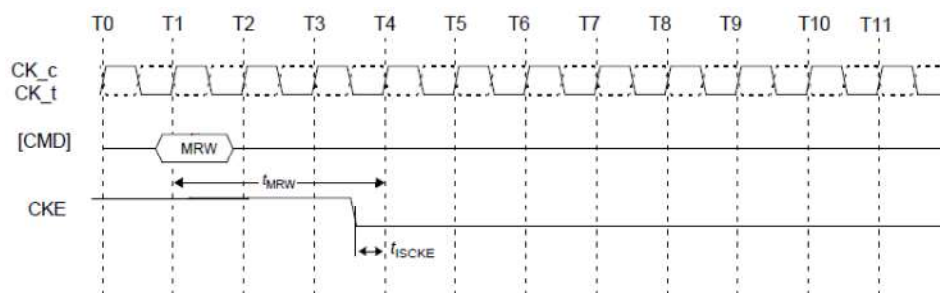 T0 T1 T2 T3 T4 T5 T6 T7 T8 T9 T10 T11
CK_c
CK_t
[CMD] MRW
tMRW
CKE
tISCKE